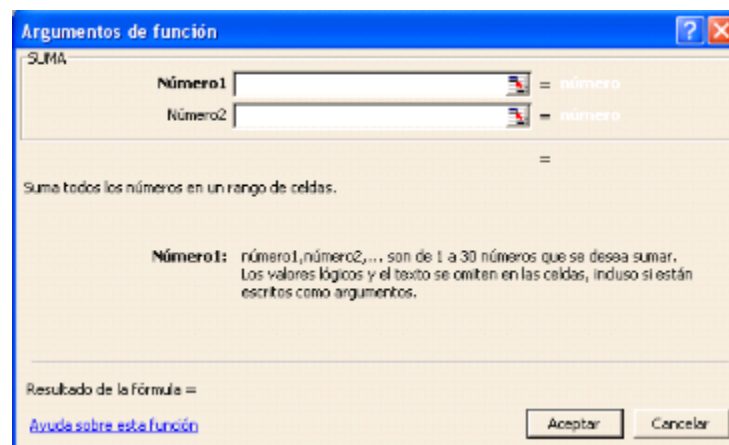 Argumentos de función
SUMA
Número1 = número
Número2 = número
=
Suma todos los números en un rango de celdas.
Número1: número1,número2,... son de 1 a 30 números que se desea sumar.
Los valores lógicos y el texto se omiten en las celdas, incluso si están
escritos como argumentos.
Resultado de la fórmula =
Ayuda sobre esta función
Aceptar Cancelar